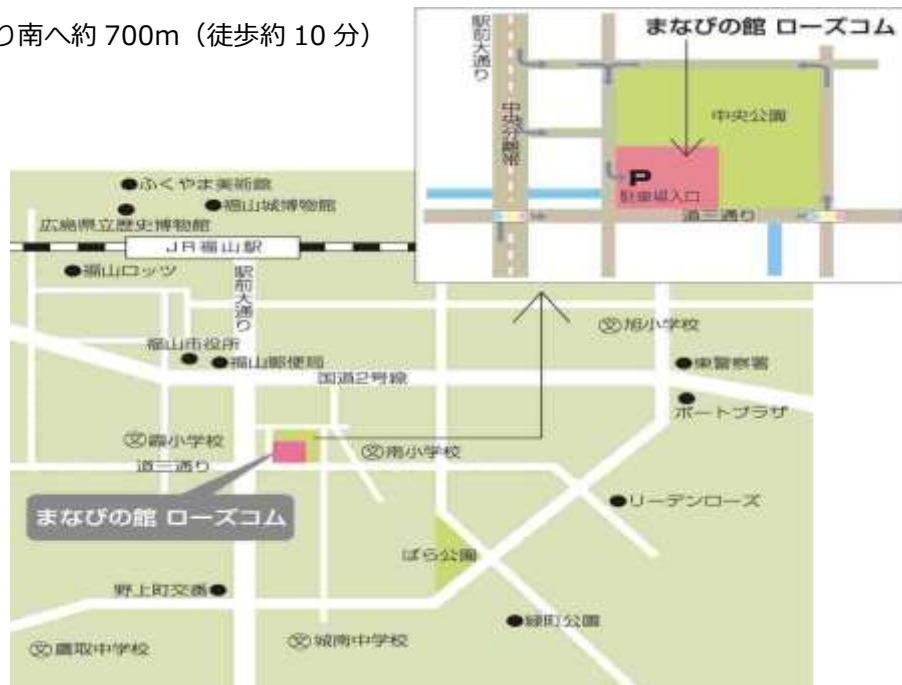 り南へ約 700m（徒歩約 10 分）
駅前大通り
まなびの館 ローズコム
中央分離帯
中央公園
P
駐車場入口
道三通り
ふくやま美術館
福山城博物館
広島県立歴史博物館
JR福山駅
福山ロッツ
駅前大通り
文旭小学校
福山市役所
福山郵便局
東警察署
国道2号線
ポートプラザ
文霞小学校
文南小学校
道三通り
リーデンローズ
まなびの館 ローズコム
ばら公園
野上町交番
緑町公園
文鷹取中学校
文城南中学校